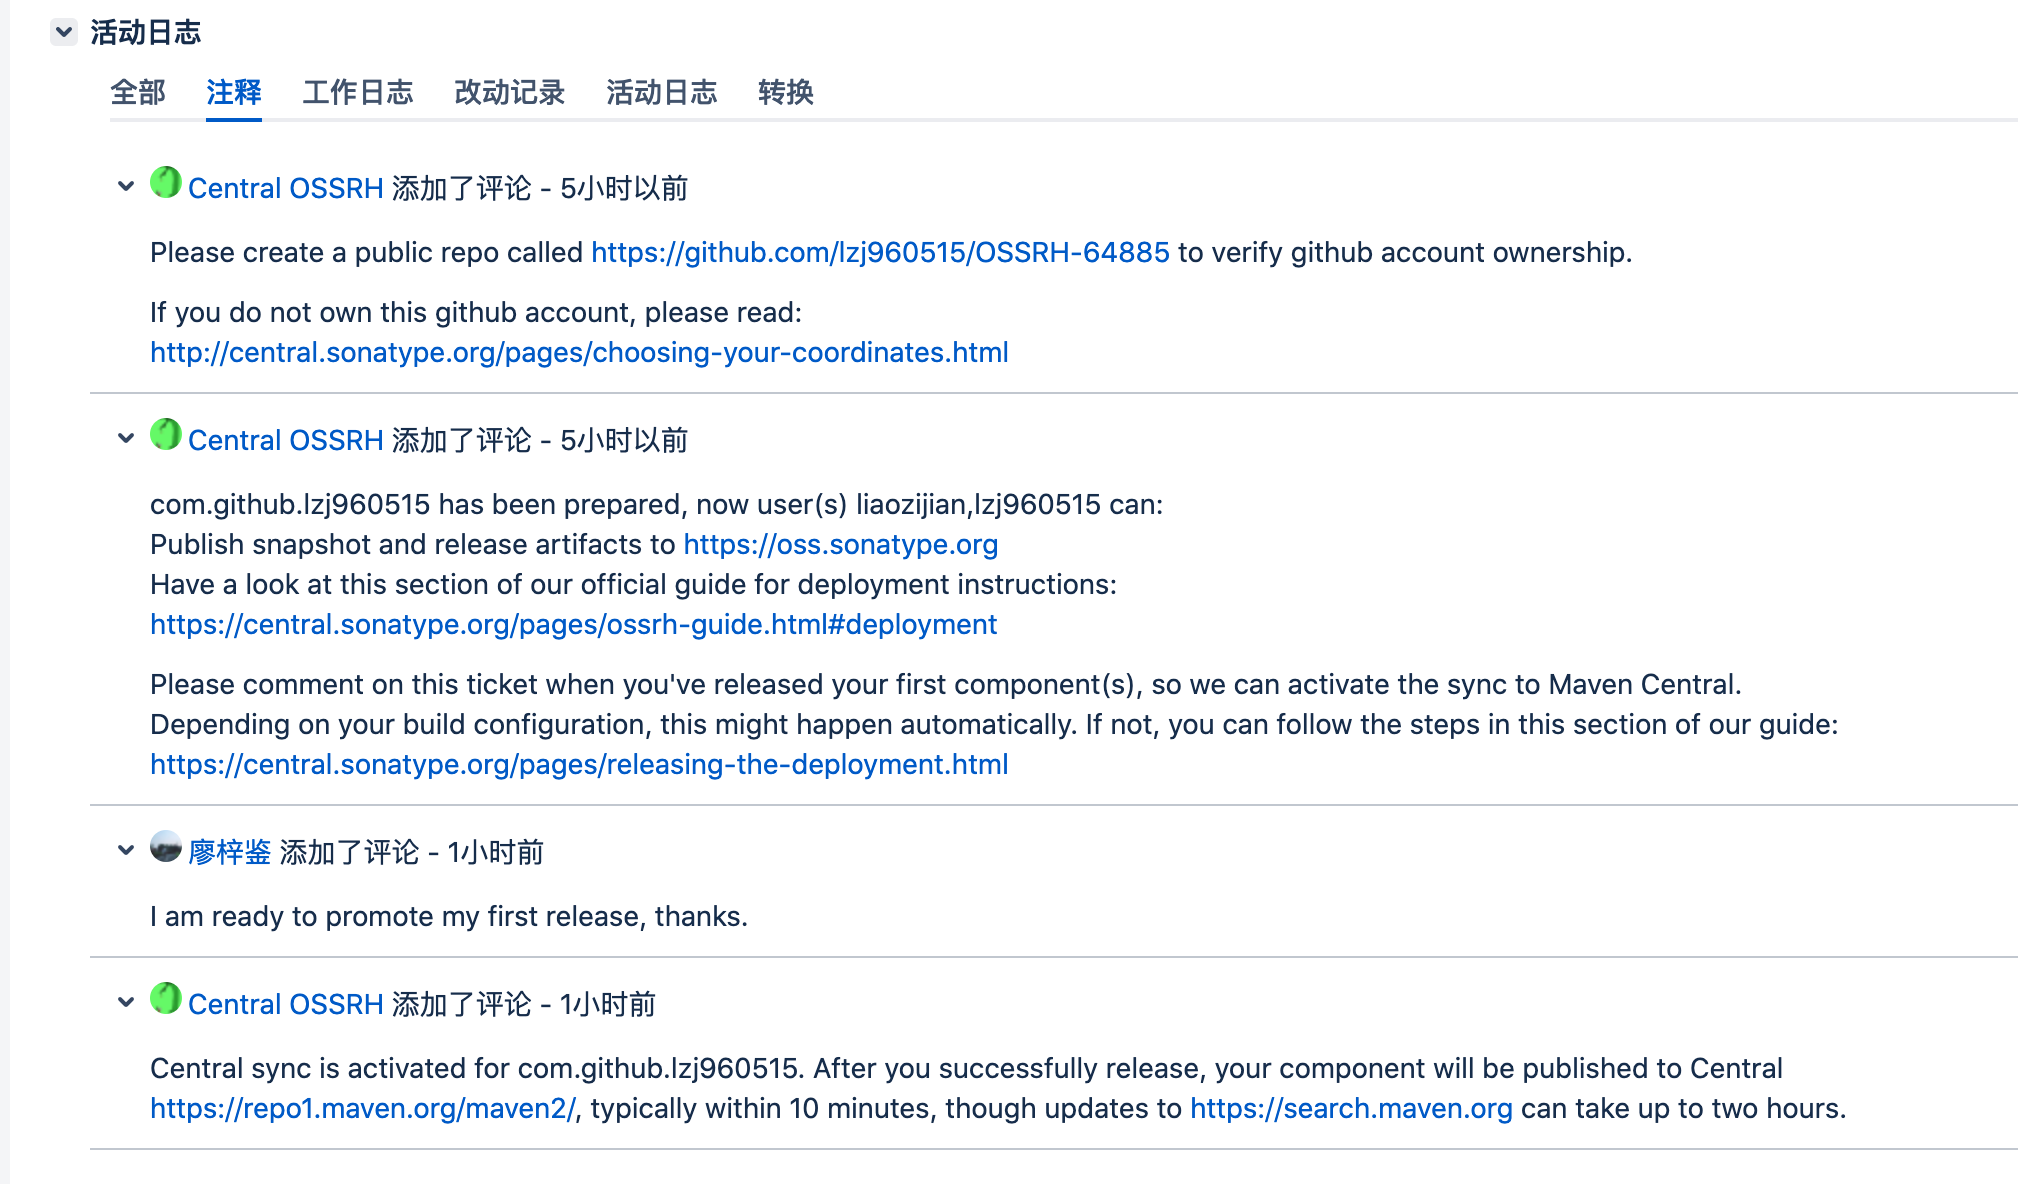 活动日志
全部 注释 工作日志 改动记录 活动日志 转换
Central OSSRH 添加了评论 - 5小时以前
Please create a public repo called https://github.com/lzj960515/OSSRH-64885 to verify github account ownership.
If you do not own this github account, please read:
http://central.sonatype.org/pages/choosing-your-coordinates.html
Central OSSRH 添加了评论 - 5小时以前
com.github.lzj960515 has been prepared, now user(s) liaozijian,lzj960515 can:
Publish snapshot and release artifacts to https://oss.sonatype.org
Have a look at this section of our official guide for deployment instructions:
https://central.sonatype.org/pages/ossrh-guide.html#deployment
Please comment on this ticket when you've released your first component(s), so we can activate the sync to Maven Central.
Depending on your build configuration, this might happen automatically. If not, you can follow the steps in this section of our guide:
https://central.sonatype.org/pages/releasing-the-deployment.html
廖梓鉴 添加了评论 - 1小时前
I am ready to promote my first release, thanks.
Central OSSRH 添加了评论 - 1小时前
Central sync is activated for com.github.lzj960515. After you successfully release, your component will be published to Central
https://repo1.maven.org/maven2/, typically within 10 minutes, though updates to https://search.maven.org can take up to two hours.